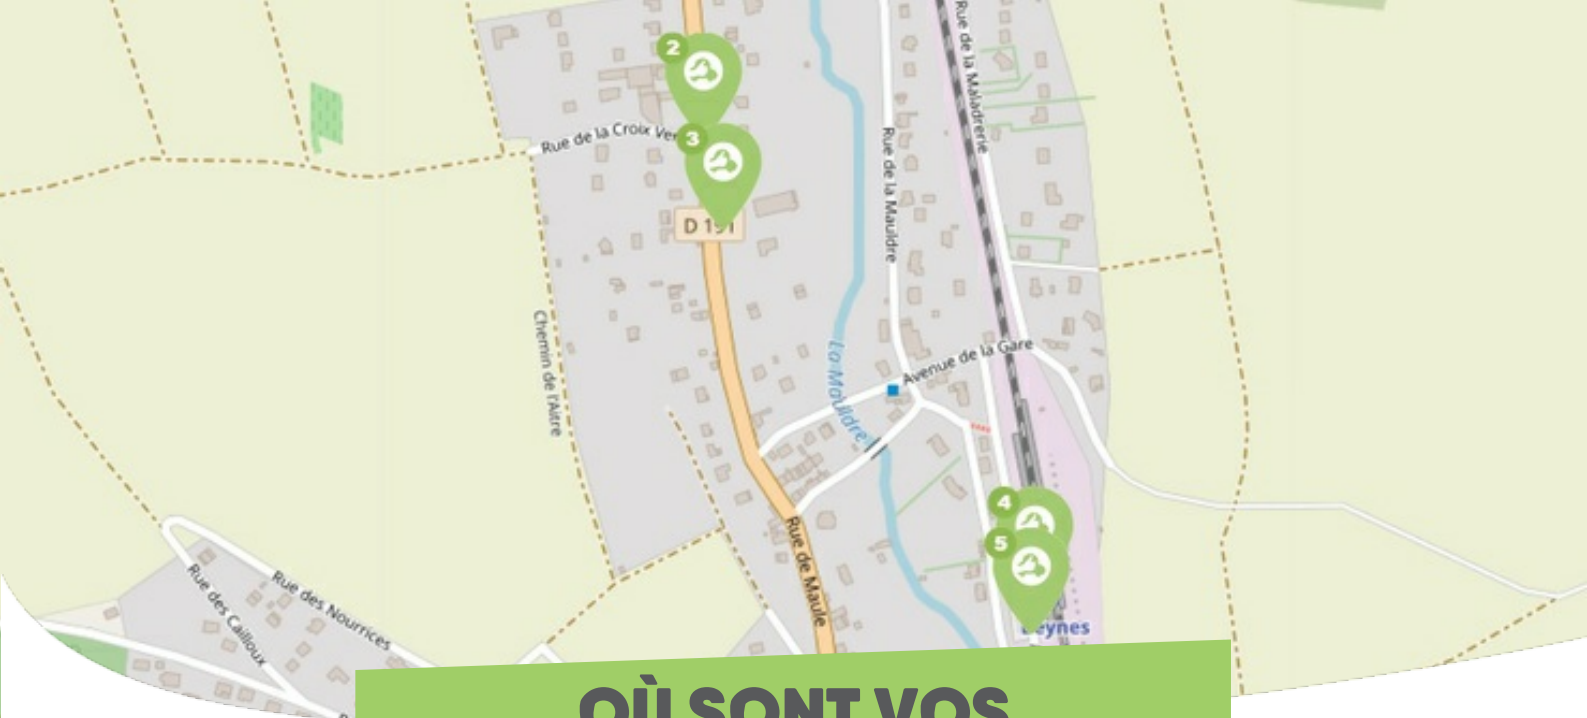 2
Rue de la Maladrerie
Rue de la Croix
3
Rue de la Mauldre
D 191
Chemin de l'Aître
La Mauldre
Avenue de la Gare
4
5
Rue de Maule
Rue des Nourrices
Rue des Cailloux
Beynes
OÙ SONT VOS